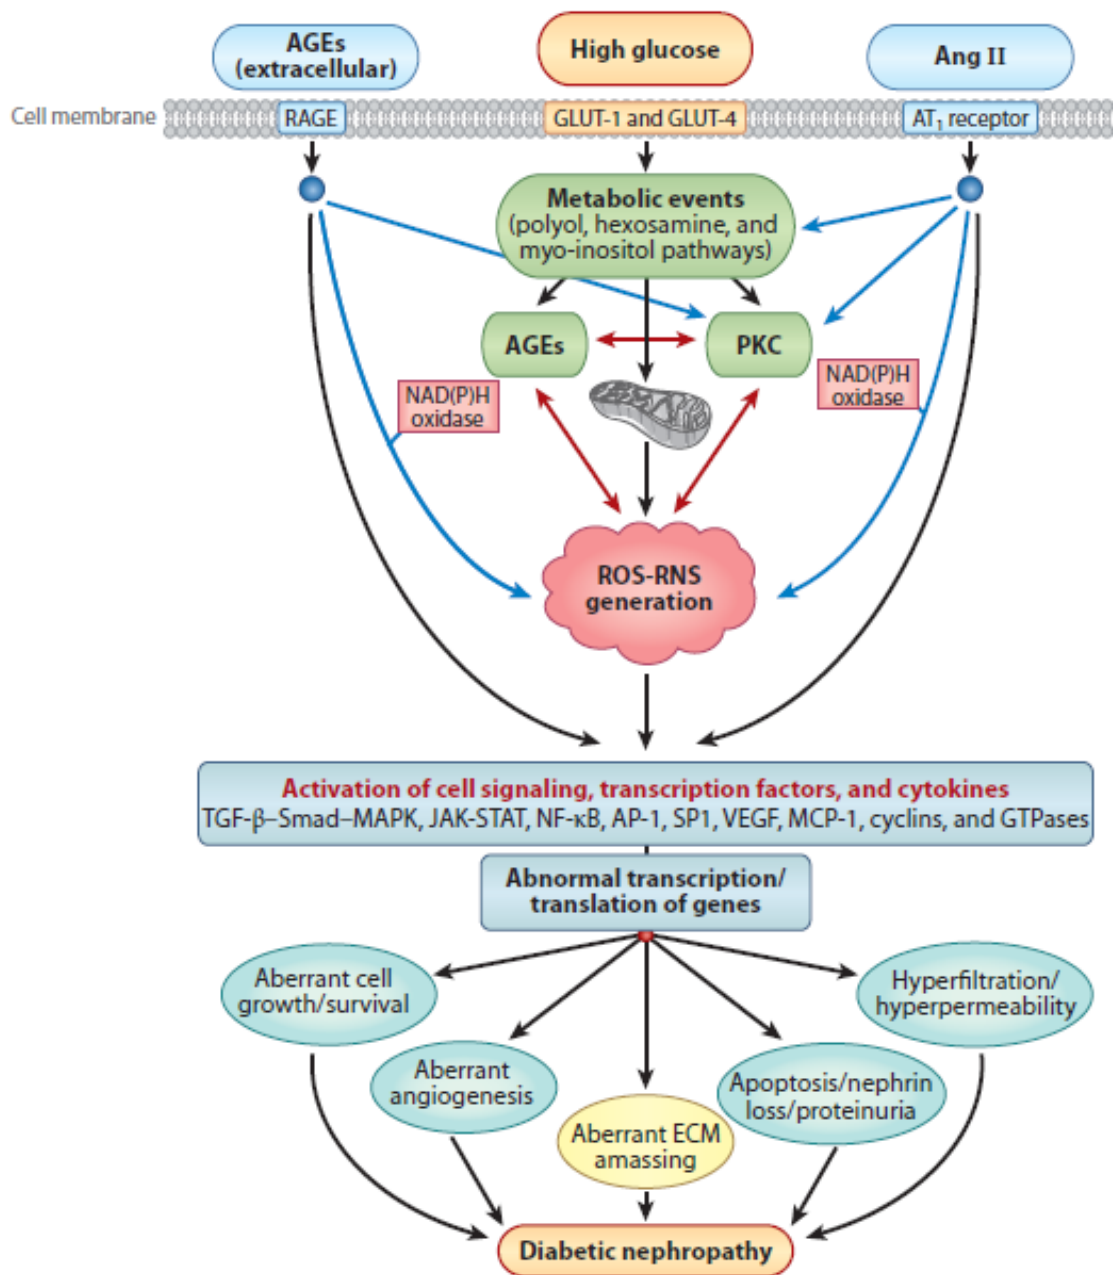 AGEs
(extracellular)
High glucose
Ang II
Cell membrane
RAGE
GLUT-1 and GLUT-4
AT₁ receptor
Metabolic events
(polyol, hexosamine, and
myo-inositol pathways)
AGEs
PKC
NAD(P)H
oxidase
NAD(P)H
oxidase
ROS-RNS
generation
Activation of cell signaling, transcription factors, and cytokines
TGF-β–Smad–MAPK, JAK-STAT, NF-κB, AP-1, SP1, VEGF, MCP-1, cyclins, and GTPases
Abnormal transcription/
translation of genes
Aberrant cell
growth/survival
Hyperfiltration/
hyperpermeability
Aberrant
angiogenesis
Apoptosis/nephrin
loss/proteinuria
Aberrant ECM
amassing
Diabetic nephropathy